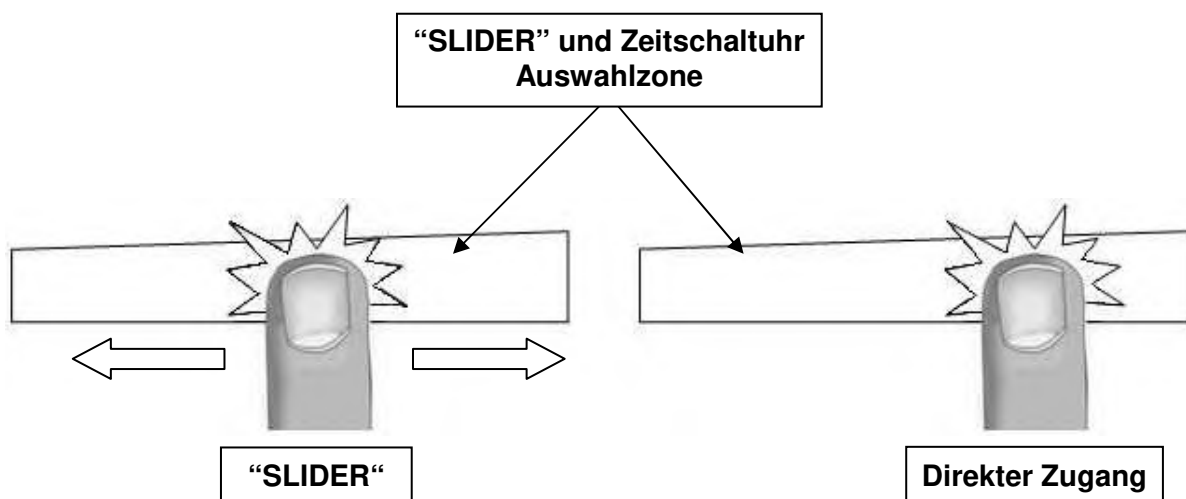 “SLIDER” und Zeitschaltuhr
Auswahlzone
“SLIDER“
Direkter Zugang